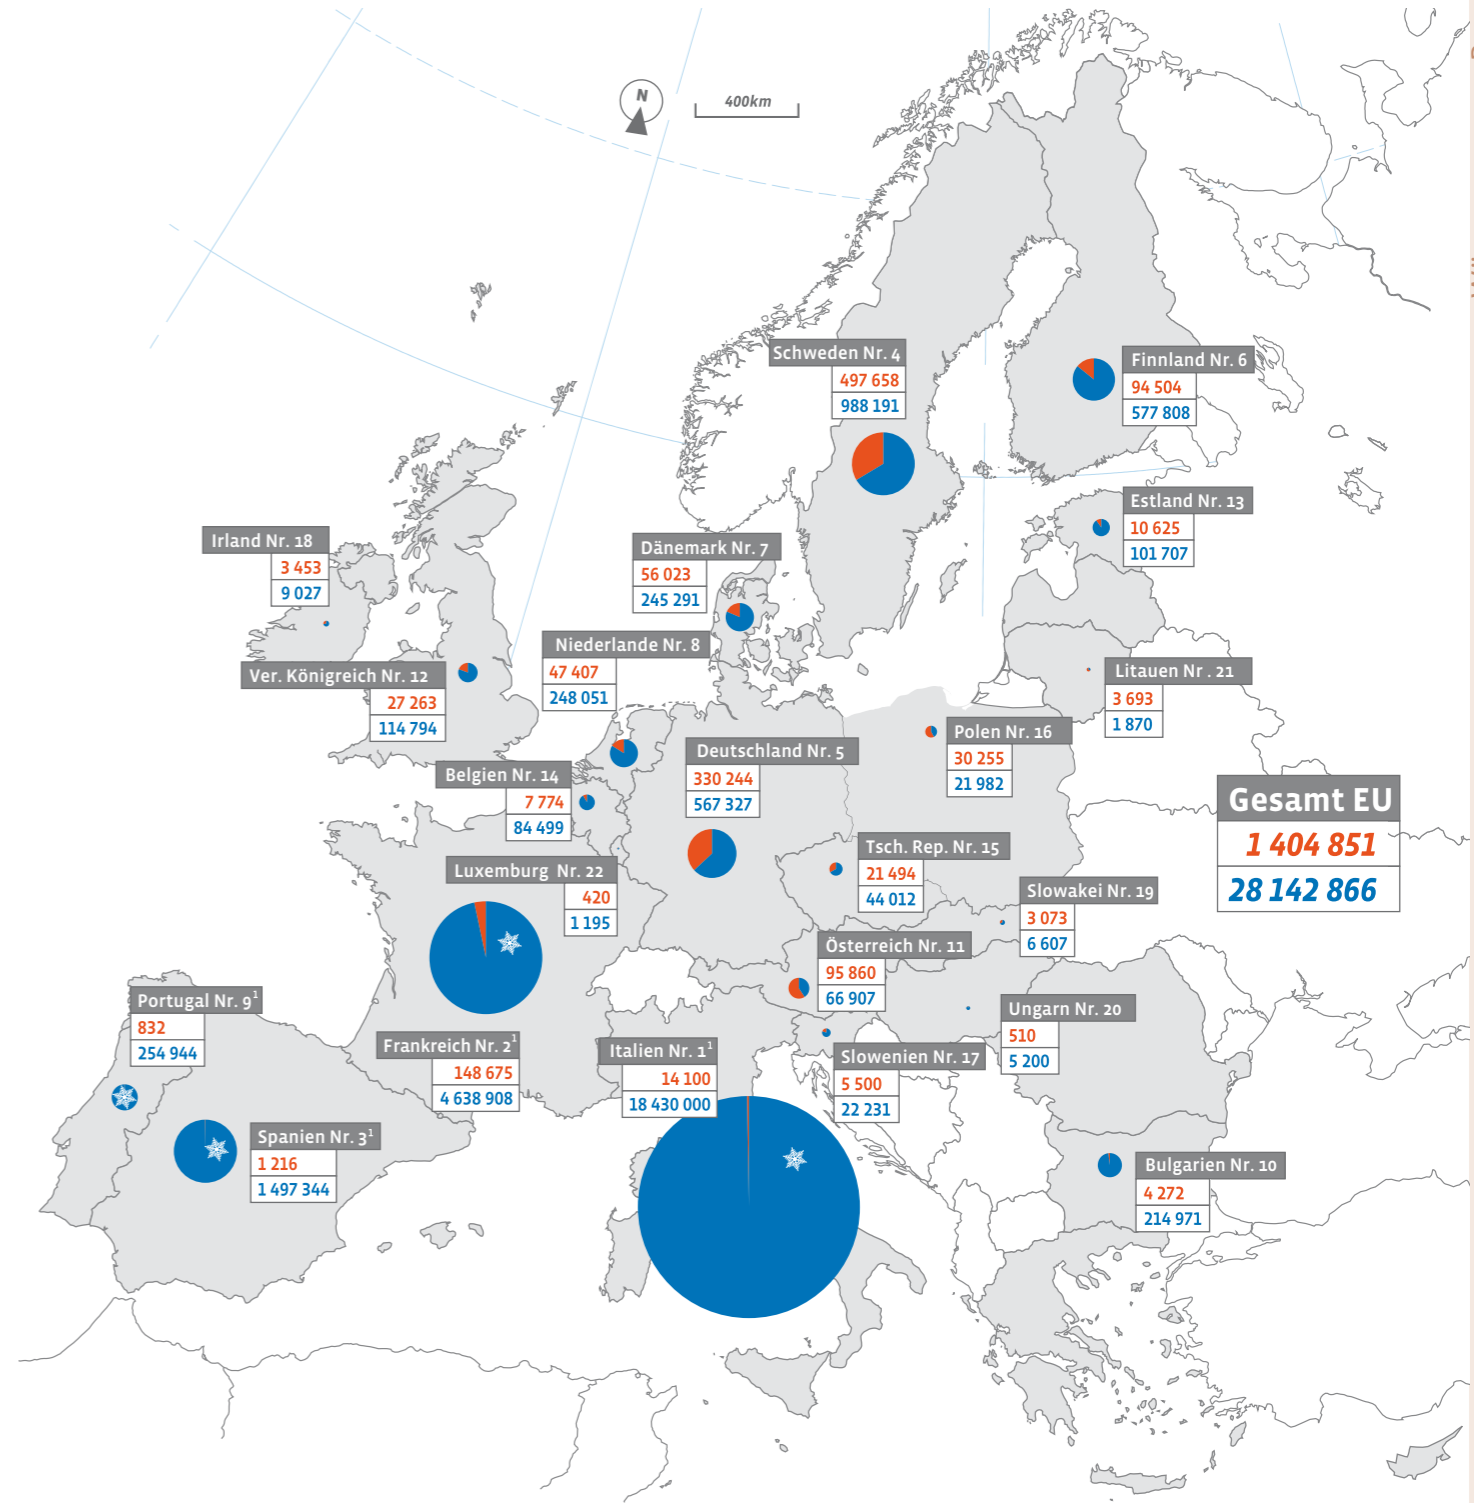 N
400km
Schweden Nr. 4
497 658
988 191
Finnland Nr. 6
94 504
577 808
Estland Nr. 13
10 625
101 707
Irland Nr. 18
3 453
9 027
Dänemark Nr. 7
56 023
245 291
Niederlande Nr. 8
47 407
248 051
Ver. Königreich Nr. 12
27 263
114 794
Litauen Nr . 21
3 693
1 870
Polen Nr. 16
30 255
21 982
Deutschland Nr. 5
330 244
567 327
Belgien Nr. 14
7 774
84 499
Gesamt EU
1 404 851
28 142 866
Tsch. Rep. Nr. 15
21 494
44 012
Luxemburg Nr. 22
420
1 195
Slowakei Nr. 19
3 073
6 607
Österreich Nr. 11
95 860
66 907
Portugal Nr. 9¹
832
254 944
Ungarn Nr. 20
510
5 200
Frankreich Nr. 2¹
148 675
4 638 908
Italien Nr. 1¹
14 100
18 430 000
Slowenien Nr. 17
5 500
22 231
Spanien Nr. 3¹
1 216
1 497 344
Bulgarien Nr. 10
4 272
214 971